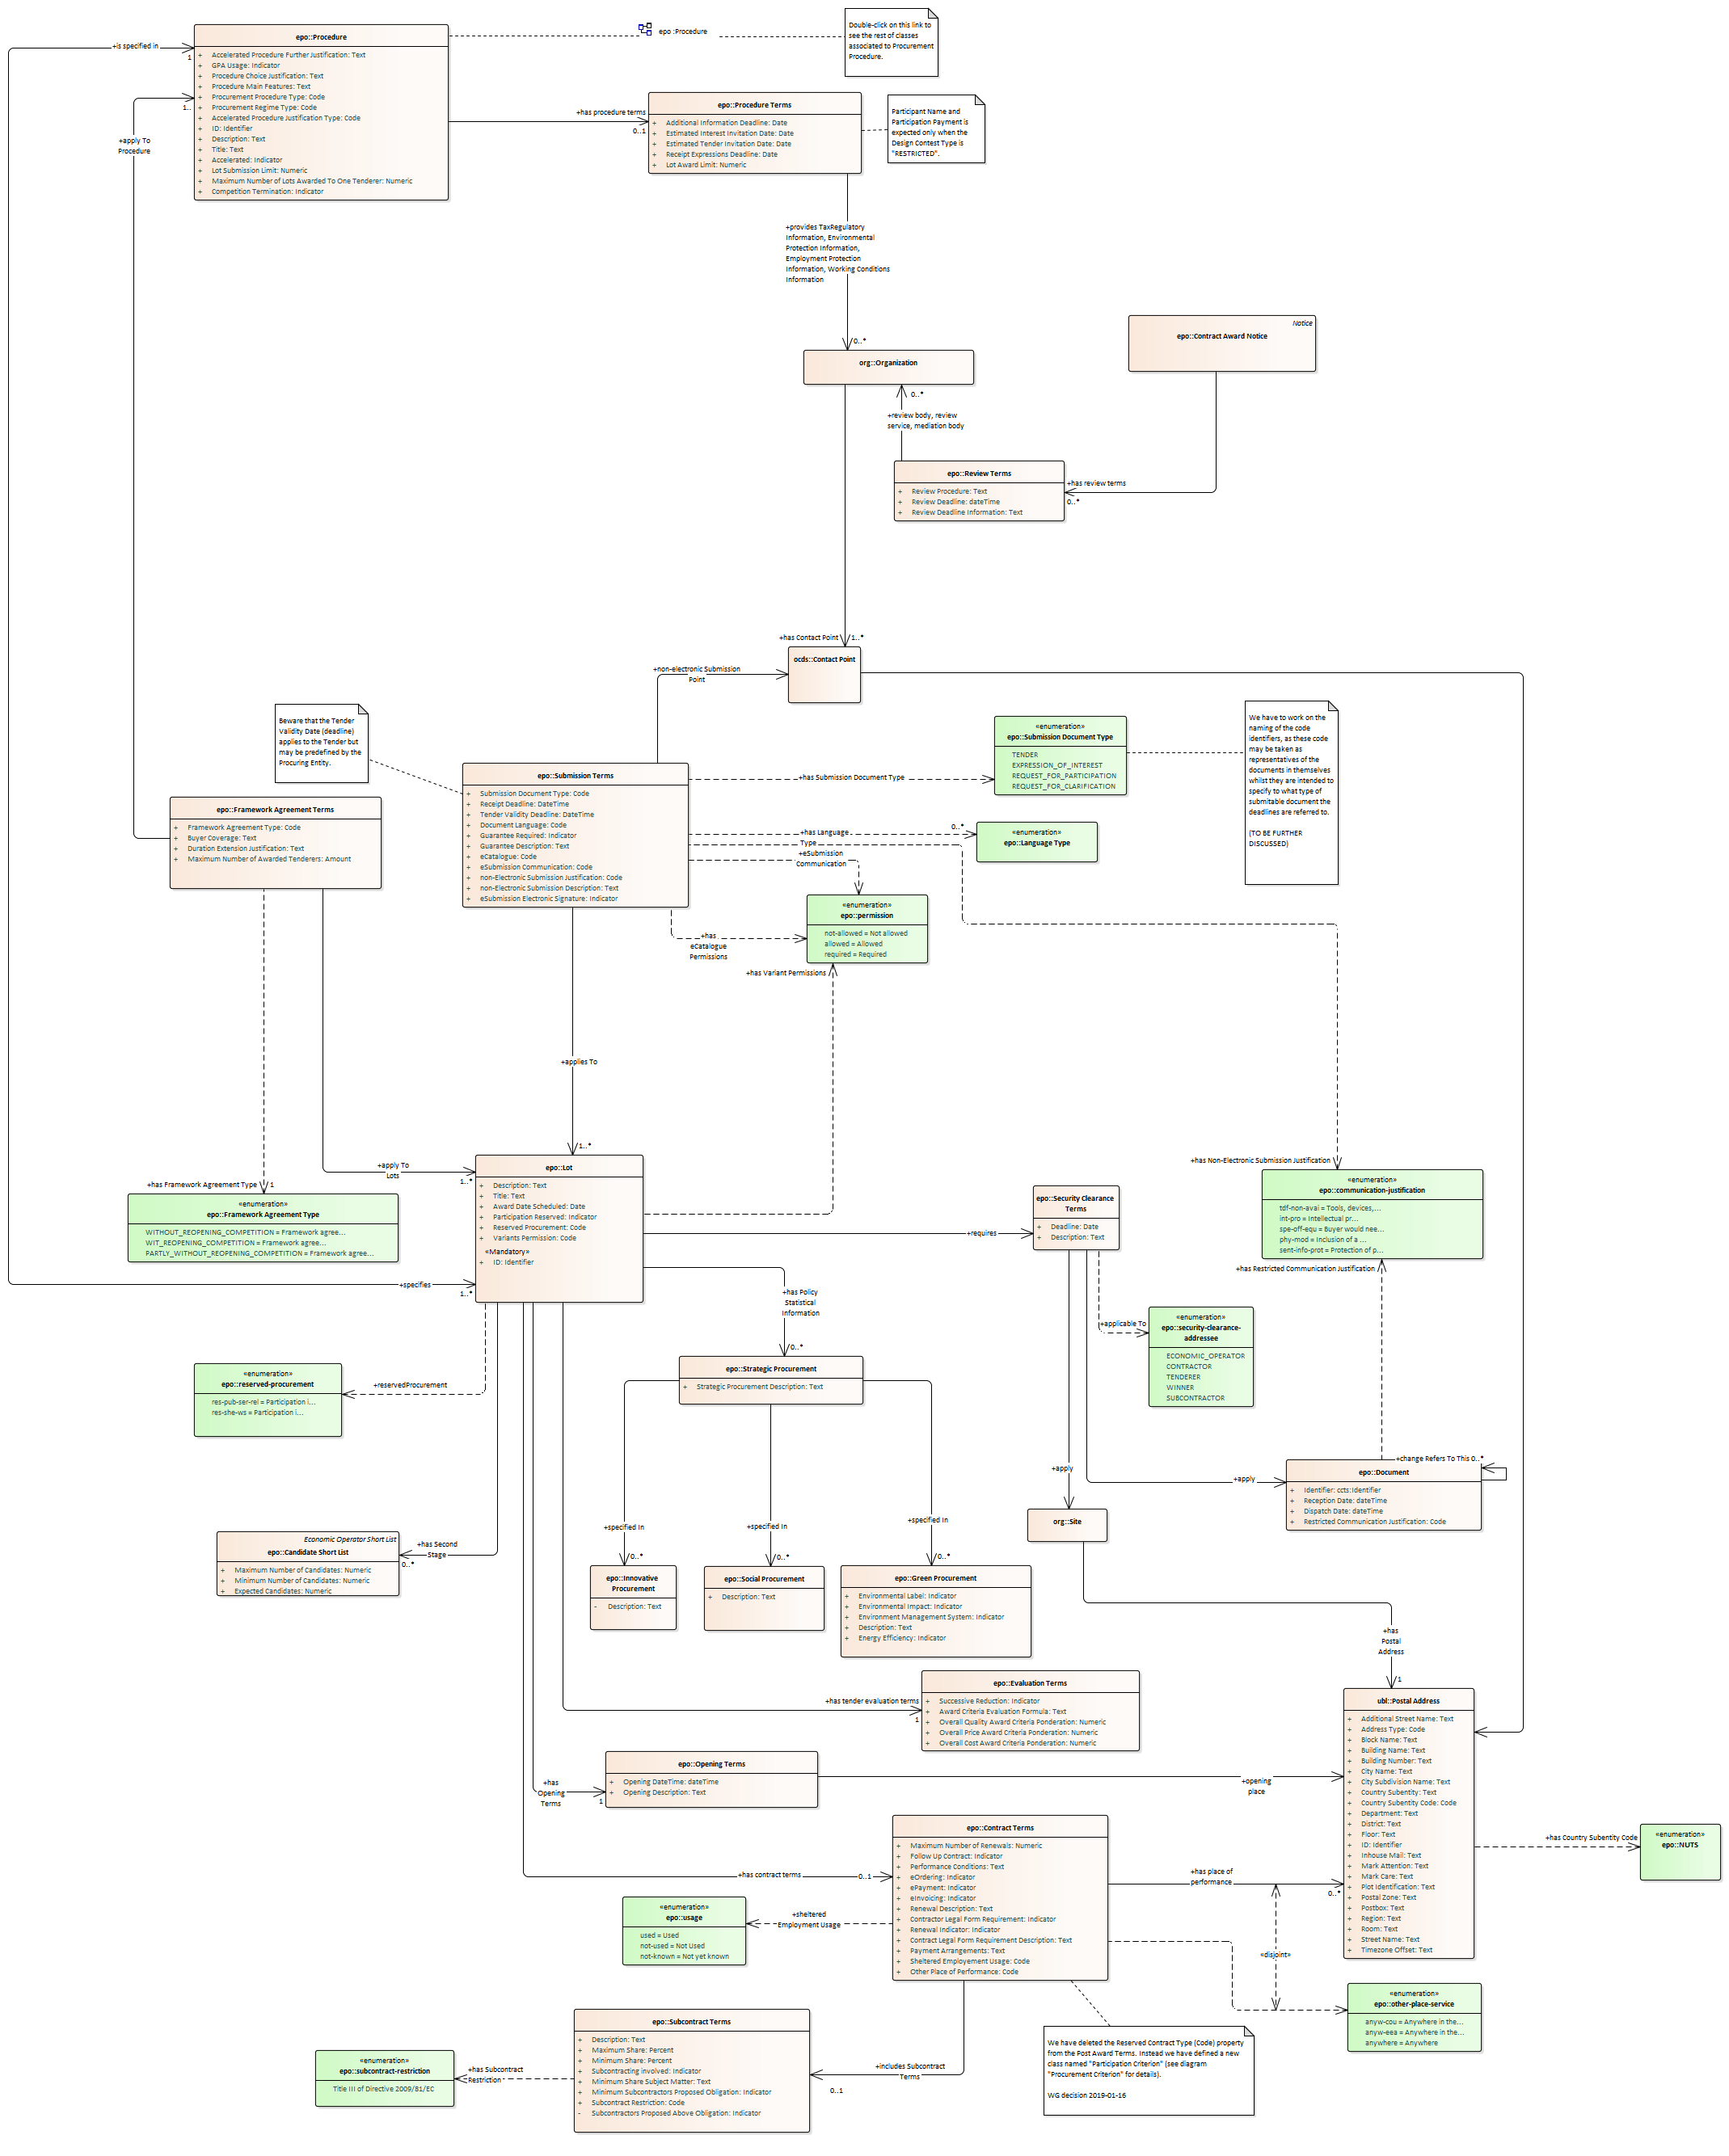 epo::Procedure
+ Accelerated Procedure Further Justification: Text
+ GPA Usage: Indicator
+ Procedure Choice Justification: Text
+ Procedure Main Features: Text
+ Procurement Procedure Type: Code
+ Procurement Regime Type: Code
+ Accelerated Procedure Justification Type: Code
+ ID: Identifier
+ Description: Text
+ Title: Text
+ Accelerated: Indicator
+ Lot Submission Limit: Numeric
+ Maximum Number of Lots Awarded To One Tenderer: Numeric
+ Competition Termination: Indicator
+is specified in
1
1..
+apply To
Procedure
epo :Procedure
Double-click on this link to
see the rest of classes
associated to Procurement
Procedure.
+has procedure terms
0..1
epo::Procedure Terms
+ Additional Information Deadline: Date
+ Estimated Interest Invitation Date: Date
+ Estimated Tender Invitation Date: Date
+ Receipt Expressions Deadline: Date
+ Lot Award Limit: Numeric
Participant Name and
Participation Payment is
expected only when the
Design Contest Type is
"RESTRICTED".
+provides TaxRegulatory
Information, Environmental
Protection Information,
Employment Protection
Information, Working Conditions
Information
0..*
org::Organization
Notice
epo::Contract Award Notice
0..*
+review body, review
service, mediation body
epo::Review Terms
+ Review Procedure: Text
+ Review Deadline: dateTime
+ Review Deadline Information: Text
+has review terms
0..*
+has Contact Point
1..*
ocds::Contact Point
+non-electronic Submission
Point
Beware that the Tender
Validity Date (deadline)
applies to the Tender but
may be predefined by the
Procuring Entity.
epo::Submission Terms
+ Submission Document Type: Code
+ Receipt Deadline: DateTime
+ Tender Validity Deadline: DateTime
+ Document Language: Code
+ Guarantee Required: Indicator
+ Guarantee Description: Text
+ eCatalogue: Code
+ eSubmission Communication: Code
+ non-Electronic Submission Justification: Code
+ non-Electronic Submission Description: Text
+ eSubmission Electronic Signature: Indicator
+has Submission Document Type
«enumeration»
epo::Submission Document Type
TENDER
EXPRESSION_OF_INTEREST
REQUEST_FOR_PARTICIPATION
REQUEST_FOR_CLARIFICATION
We have to work on the
naming of the code
identifiers, as these code
may be taken as
representatives of the
documents in themselves
whilst they are intended to
specify to what type of
submitable document the
deadlines are referred to.
(TO BE FURTHER
DISCUSSED)
epo::Framework Agreement Terms
+ Framework Agreement Type: Code
+ Buyer Coverage: Text
+ Duration Extension Justification: Text
+ Maximum Number of Awarded Tenderers: Amount
+has Language
Type
0..*
«enumeration»
epo::Language Type
+eSubmission
Communication
«enumeration»
epo::permission
not-allowed = Not allowed
allowed = Allowed
required = Required
+has
eCatalogue
Permissions
+has Variant Permissions
+applies To
1..*
+apply To
Lots
1..*
+has Framework Agreement Type
1
«enumeration»
epo::Framework Agreement Type
WITHOUT_REOPENING_COMPETITION = Framework agree...
WIT_REOPENING_COMPETITION = Framework agree...
PARTLY_WITHOUT_REOPENING_COMPETITION = Framework agree...
epo::Lot
+ Description: Text
+ Title: Text
+ Award Date Scheduled: Date
+ Participation Reserved: Indicator
+ Reserved Procurement: Code
+ Variants Permission: Code
«Mandatory»
+ ID: Identifier
+specifies
1..*
+requires
epo::Security Clearance
Terms
+ Deadline: Date
+ Description: Text
+has Non-Electronic Submission Justification
«enumeration»
epo::communication-justification
tdf-non-avai = Tools, devices,...
int-pro = Intellectual pr...
spe-off-equ = Buyer would nee...
phy-mod = Inclusion of a ...
sent-info-prot = Protection of p...
+has Restricted Communication Justification
+has Policy
Statistical
Information
0..*
+applicable To
«enumeration»
epo::security-clearance-
addressee
ECONOMIC_OPERATOR
CONTRACTOR
TENDERER
WINNER
SUBCONTRACTOR
«enumeration»
epo::reserved-procurement
res-pub-ser-rel = Participation i...
res-she-ws = Participation i...
+reservedProcurement
epo::Strategic Procurement
+ Strategic Procurement Description: Text
+apply
+apply
+change Refers To This 0..*
epo::Document
+ Identifier: ccts:Identifier
+ Reception Date: dateTime
+ Dispatch Date: dateTime
+ Restricted Communication Justification: Code
org::Site
+specified In
0..*
+specified In
0..*
+specified In
0..*
Economic Operator Short List
epo::Candidate Short List
+ Maximum Number of Candidates: Numeric
+ Minimum Number of Candidates: Numeric
+ Expected Candidates: Numeric
+has Second
Stage
0..*
epo::Innovative
Procurement
- Description: Text
epo::Social Procurement
+ Description: Text
epo::Green Procurement
+ Environmental Label: Indicator
+ Environmental Impact: Indicator
+ Environment Management System: Indicator
+ Description: Text
+ Energy Efficiency: Indicator
+has
Postal
Address
1
+has tender evaluation terms
1
epo::Evaluation Terms
+ Successive Reduction: Indicator
+ Award Criteria Evaluation Formula: Text
+ Overall Quality Award Criteria Ponderation: Numeric
+ Overall Price Award Criteria Ponderation: Numeric
+ Overall Cost Award Criteria Ponderation: Numeric
ubl::Postal Address
+ Additional Street Name: Text
+ Address Type: Code
+ Block Name: Text
+ Building Name: Text
+ Building Number: Text
+ City Name: Text
+ City Subdivision Name: Text
+ Country Subentity: Text
+ Country Subentity Code: Code
+ Department: Text
+ District: Text
+ Floor: Text
+ ID: Identifier
+ Inhouse Mail: Text
+ Mark Attention: Text
+ Mark Care: Text
+ Plot Identification: Text
+ Postal Zone: Text
+ Postbox: Text
+ Region: Text
+ Room: Text
+ Street Name: Text
+ Timezone Offset: Text
+has
Opening
Terms
1
epo::Opening Terms
+ Opening DateTime: dateTime
+ Opening Description: Text
+opening
place
+has Country Subentity Code
«enumeration»
epo::NUTS
+has contract terms
0..1
epo::Contract Terms
+ Maximum Number of Renewals: Numeric
+ Follow Up Contract: Indicator
+ Performance Conditions: Text
+ eOrdering: Indicator
+ ePayment: Indicator
+ eInvoicing: Indicator
+ Renewal Description: Text
+ Contractor Legal Form Requirement: Indicator
+ Renewal Indicator: Indicator
+ Contract Legal Form Requirement Description: Text
+ Payment Arrangements: Text
+ Sheltered Employement Usage: Code
+ Other Place of Performance: Code
+has place of
performance
0..*
«disjoint»
«enumeration»
epo::usage
used = Used
not-used = Not Used
not-known = Not yet known
+sheltered
Employment Usage
«enumeration»
epo::other-place-service
anyw-cou = Anywhere in the...
anyw-eea = Anywhere in the...
anywhere = Anywhere
We have deleted the Reserved Contract Type (Code) property
from the Post Award Terms. Instead we have defined a new
class named "Participation Criterion" (see diagram
"Procurement Criterion" for details).
WG decision 2019-01-16
+includes Subcontract
Terms
0..1
epo::Subcontract Terms
+ Description: Text
+ Maximum Share: Percent
+ Minimum Share: Percent
+ Subcontracting involved: Indicator
+ Minimum Share Subject Matter: Text
+ Minimum Subcontractors Proposed Obligation: Indicator
+ Subcontract Restriction: Code
- Subcontractors Proposed Above Obligation: Indicator
+has Subcontract
Restriction
«enumeration»
epo::subcontract-restriction
Title III of Directive 2009/81/EC